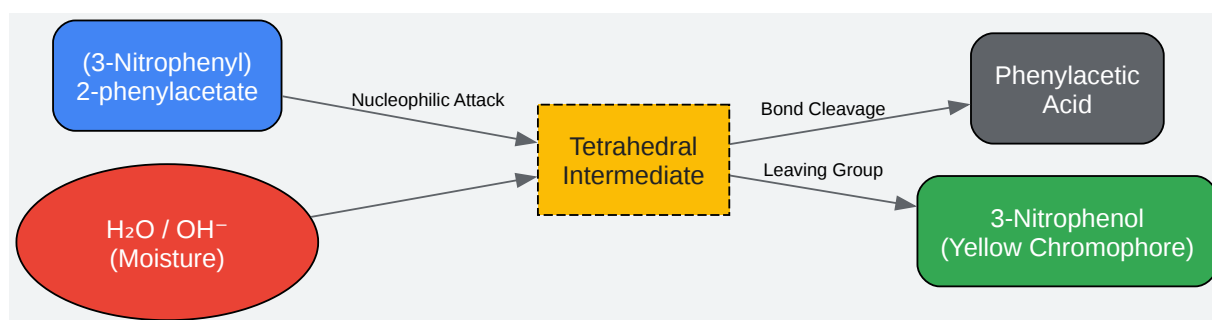 (3-Nitrophenyl)
2-phenylacetate
Nucleophilic Attack
H₂O / OH⁻
(Moisture)
Tetrahedral
Intermediate
Bond Cleavage
Leaving Group
Phenylacetic
Acid
3-Nitrophenol
(Yellow Chromophore)